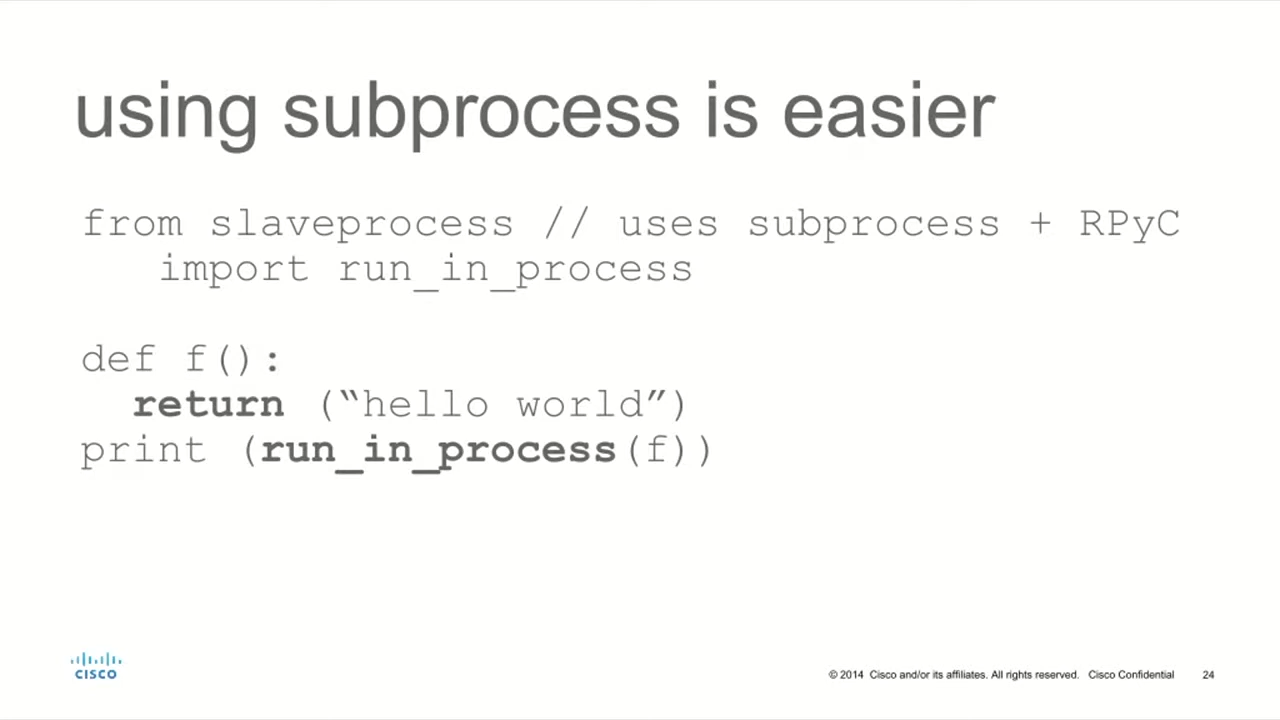 using subprocess is easier
from slaveprocess // uses subprocess + RPyC
import run_in_process
def f():
return (“hello world”)
print (run_in_process(f))
CISCO
© 2014 Cisco and/or its affiliates. All rights reserved. Cisco Confidential 24